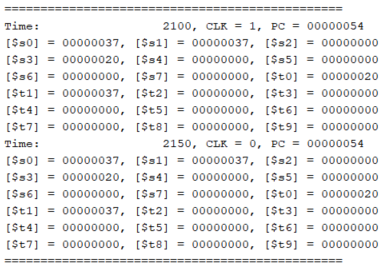 ================================================
Time:                 2100, CLK = 1, PC = 00000054
[$s0] = 00000037, [$s1] = 00000037, [$s2] = 00000000
[$s3] = 00000020, [$s4] = 00000000, [$s5] = 00000000
[$s6] = 00000000, [$s7] = 00000000, [$t0] = 00000020
[$t1] = 00000037, [$t2] = 00000000, [$t3] = 00000000
[$t4] = 00000000, [$t5] = 00000000, [$t6] = 00000000
[$t7] = 00000000, [$t8] = 00000000, [$t9] = 00000000
Time:                 2150, CLK = 0, PC = 00000054
[$s0] = 00000037, [$s1] = 00000037, [$s2] = 00000000
[$s3] = 00000020, [$s4] = 00000000, [$s5] = 00000000
[$s6] = 00000000, [$s7] = 00000000, [$t0] = 00000020
[$t1] = 00000037, [$t2] = 00000000, [$t3] = 00000000
[$t4] = 00000000, [$t5] = 00000000, [$t6] = 00000000
[$t7] = 00000000, [$t8] = 00000000, [$t9] = 00000000
================================================